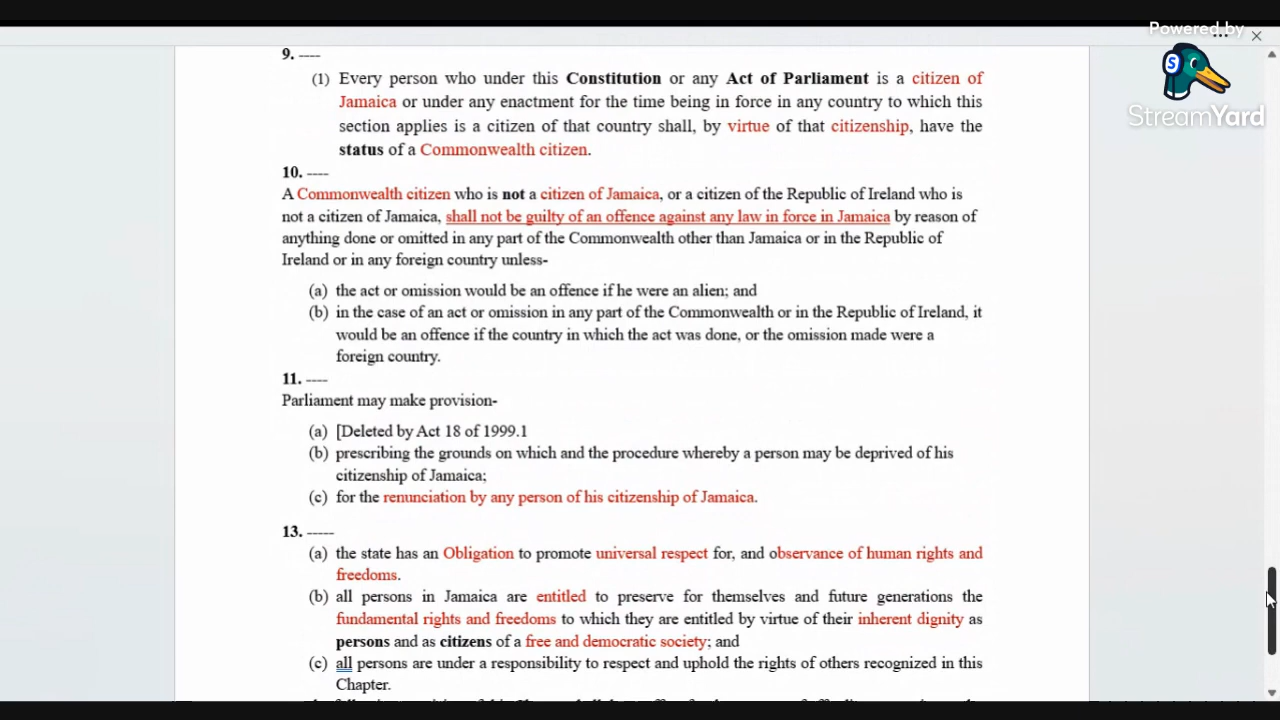 Powered by
StreamYard
9. ----
(1) Every person who under this Constitution or any Act of Parliament is a citizen of
Jamaica or under any enactment for the time being in force in any country to which this
section applies is a citizen of that country shall, by virtue of that citizenship, have the
status of a Commonwealth citizen.
10. ----
A Commonwealth citizen who is not a citizen of Jamaica, or a citizen of the Republic of Ireland who is
not a citizen of Jamaica, shall not be guilty of an offence against any law in force in Jamaica by reason of
anything done or omitted in any part of the Commonwealth other than Jamaica or in the Republic of
Ireland or in any foreign country unless-
(a) the act or omission would be an offence if he were an alien; and
(b) in the case of an act or omission in any part of the Commonwealth or in the Republic of Ireland, it
would be an offence if the country in which the act was done, or the omission made were a
foreign country.
11. ----
Parliament may make provision-
(a) [Deleted by Act 18 of 1999.1
(b) prescribing the grounds on which and the procedure whereby a person may be deprived of his
citizenship of Jamaica;
(c) for the renunciation by any person of his citizenship of Jamaica.
13. -----
(a) the state has an Obligation to promote universal respect for, and observance of human rights and
freedoms.
(b) all persons in Jamaica are entitled to preserve for themselves and future generations the
fundamental rights and freedoms to which they are entitled by virtue of their inherent dignity as
persons and as citizens of a free and democratic society; and
(c) all persons are under a responsibility to respect and uphold the rights of others recognized in this
Chapter.